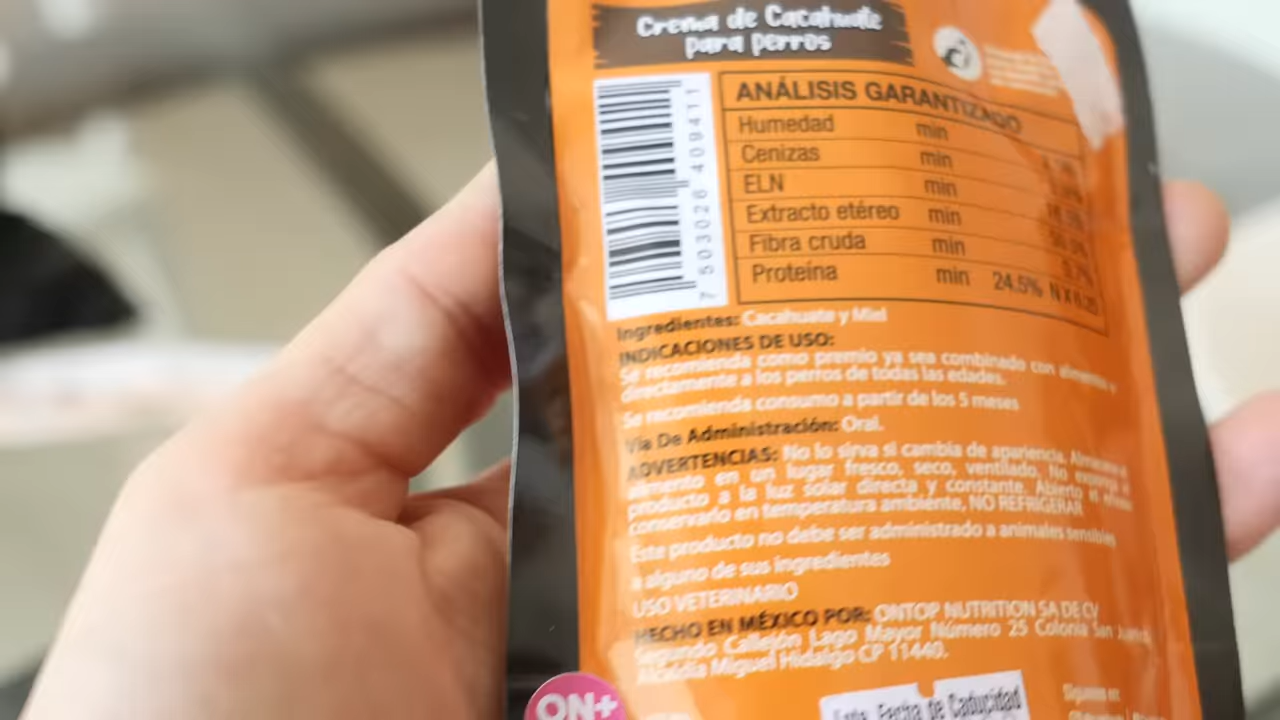 Crema de Cacahuate
para perros
ANÁLISIS GARANTIZADO
Humedad min
Cenizas min
ELN min
Extracto etéreo min
Fibra cruda min
Proteína min 24.5% N X 6.25
7 503026 409411
Ingredientes: Cacahuate y Miel
INDICACIONES DE USO:
Se recomienda como premio ya sea combinado con alimento y
directamente a los perros de todas las edades.
Se recomienda consumo a partir de los 5 meses
Vía De Administración: Oral.
ADVERTENCIAS: No lo sirva si cambia de apariencia. Almacene el
alimento en un lugar fresco, seco, ventilado. No exponga el
producto a la luz solar directa y constante. Abierto el
conservarlo en temperatura ambiente, NO REFRIGERAR
Este producto no debe ser administrado a animales sensibles
a alguno de sus ingredientes
USO VETERINARIO
HECHO EN MÉXICO POR: ONTOP NUTRITION SA DE CV
Segundo Callejón Lago Mayor Número 25 Colonia San
Alcaldía Miguel Hidalgo CP 11440.
ON+
Lote Fecha de Caducidad
Síguenos en: